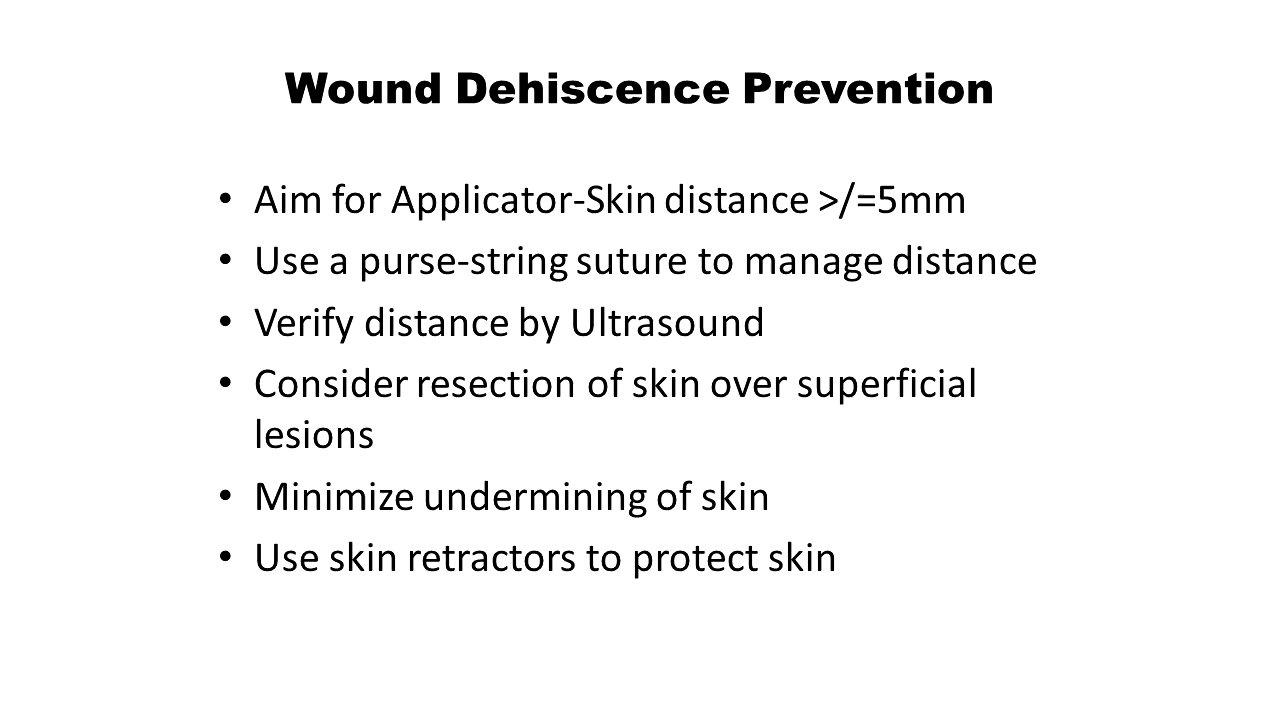 Wound Dehiscence Prevention
• Aim for Applicator-Skin distance >/=5mm
• Use a purse-string suture to manage distance
• Verify distance by Ultrasound
• Consider resection of skin over superficial
lesions
• Minimize undermining of skin
• Use skin retractors to protect skin